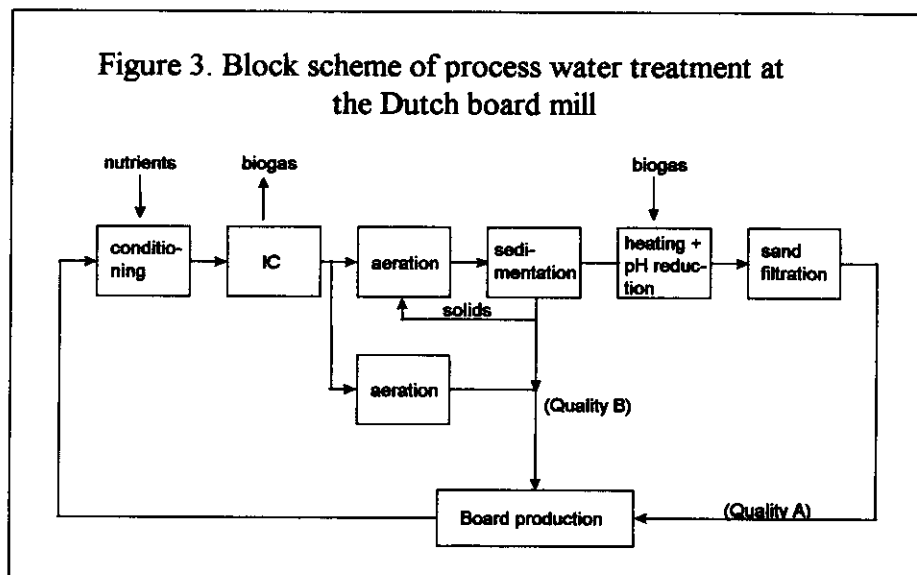 Figure 3. Block scheme of process water treatment at
the Dutch board mill
nutrients
biogas
biogas
conditio-
ning
IC
aeration
sedi-
mentation
heating +
pH reduc-
tion
sand
filtration
solids
aeration
(Quality B)
Board production
(Quality A)